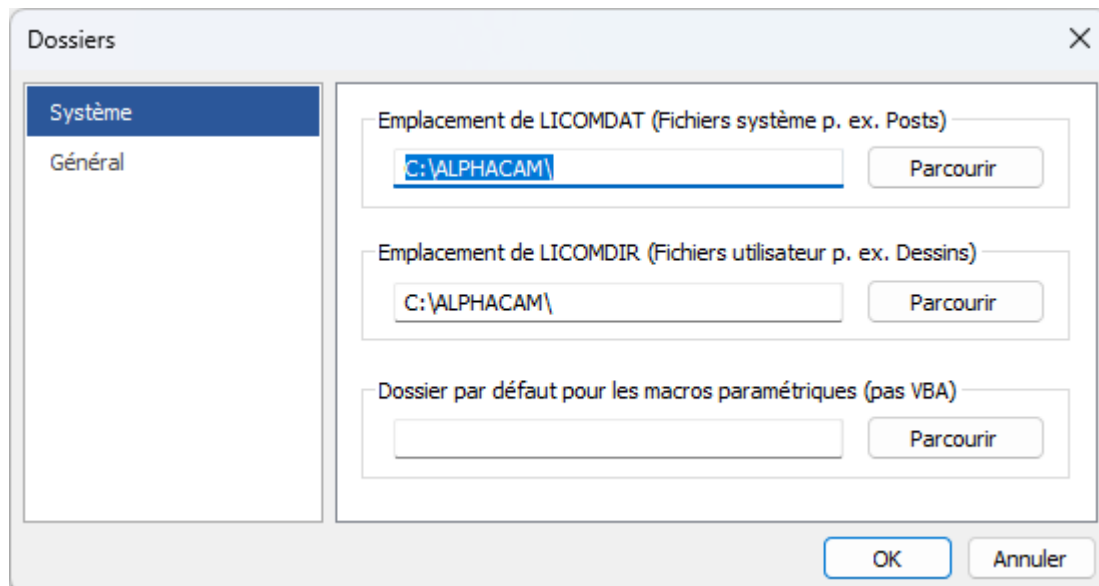 Dossiers
Système
Général
Emplacement de LICOMDAT (Fichiers système p. ex. Posts)
C:\ALPHACAM\
Parcourir
Emplacement de LICOMDIR (Fichiers utilisateur p. ex. Dessins)
C:\ALPHACAM\
Parcourir
Dossier par défaut pour les macros paramétriques (pas VBA)
Parcourir
OK
Annuler